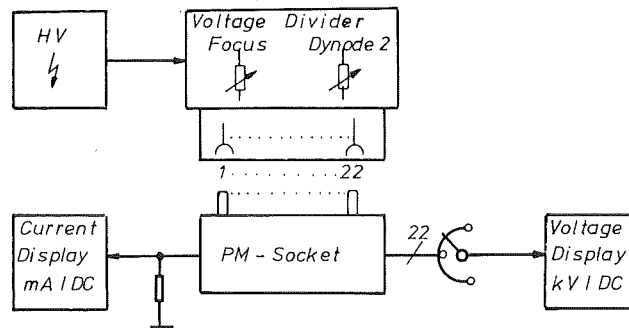 HV
Voltage Divider
Focus Dynode 2
1 22
Current
Display
mA / DC
PM - Socket
22
Voltage
Display
kV / DC